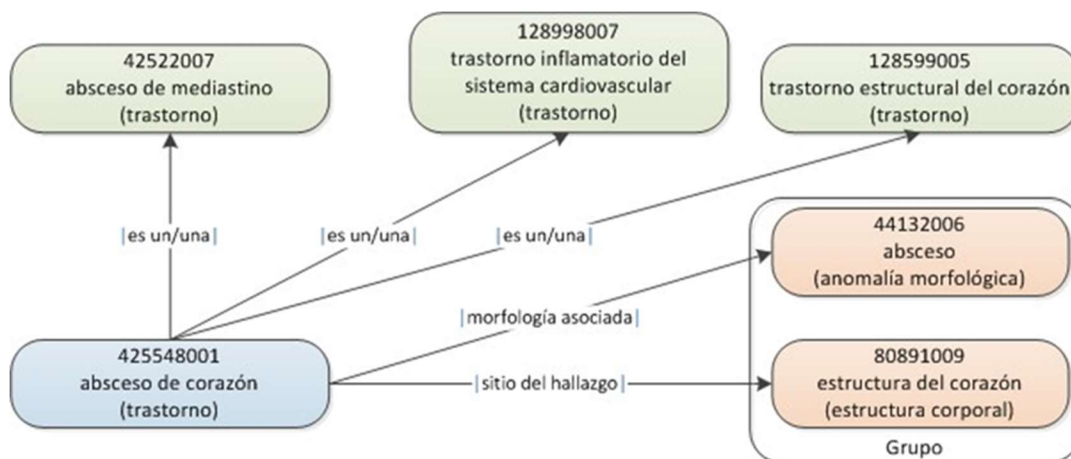 42522007
absceso de mediastino
(trastorno)
128998007
trastorno inflamatorio del
sistema cardiovascular
(trastorno)
128599005
trastorno estructural del corazón
(trastorno)
|es un/una|
|es un/una|
|es un/una|
44132006
absceso
(anomalía morfológica)
|morfología asociada|
425548001
absceso de corazón
(trastorno)
|sitio del hallazgo|
80891009
estructura del corazón
(estructura corporal)
Grupo